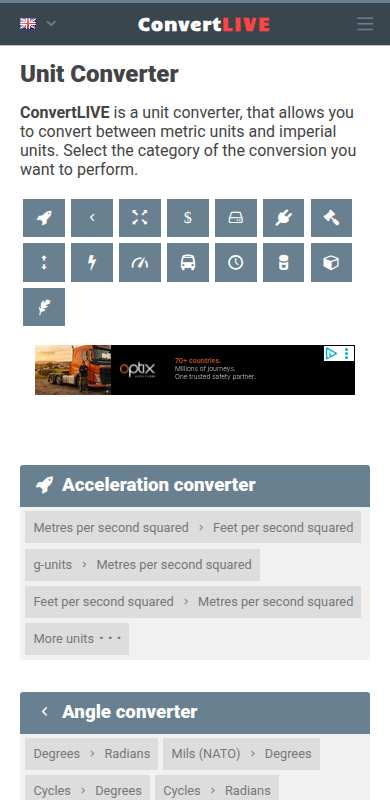 ConvertLIVE
Unit Converter
ConvertLIVE is a unit converter, that allows you
to convert between metric units and imperial
units. Select the category of the conversion you
want to perform.
$
optix
70+ countries.
Millions of journeys.
One trusted safety partner.
Acceleration converter
Metres per second squared › Feet per second squared
g-units › Metres per second squared
Feet per second squared › Metres per second squared
More units • • •
Angle converter
Degrees › Radians Mils (NATO) › Degrees
Cycles › Degrees Cycles › Radians